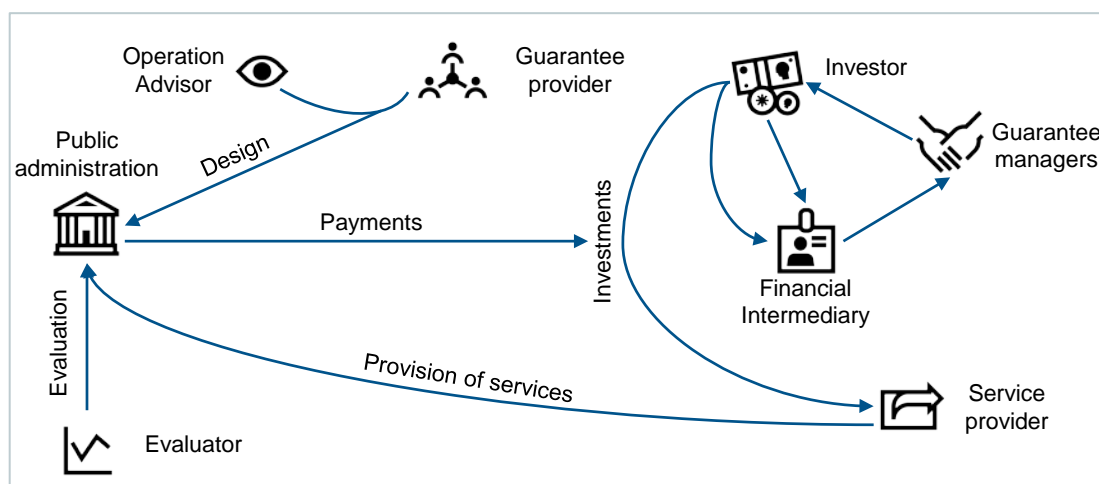 Operation
Advisor
Guarantee
provider
Investor
Guarantee
managers
Public
administration
Design
Payments
Investments
Financial
Intermediary
Evaluation
Provision of services
Service
provider
Evaluator